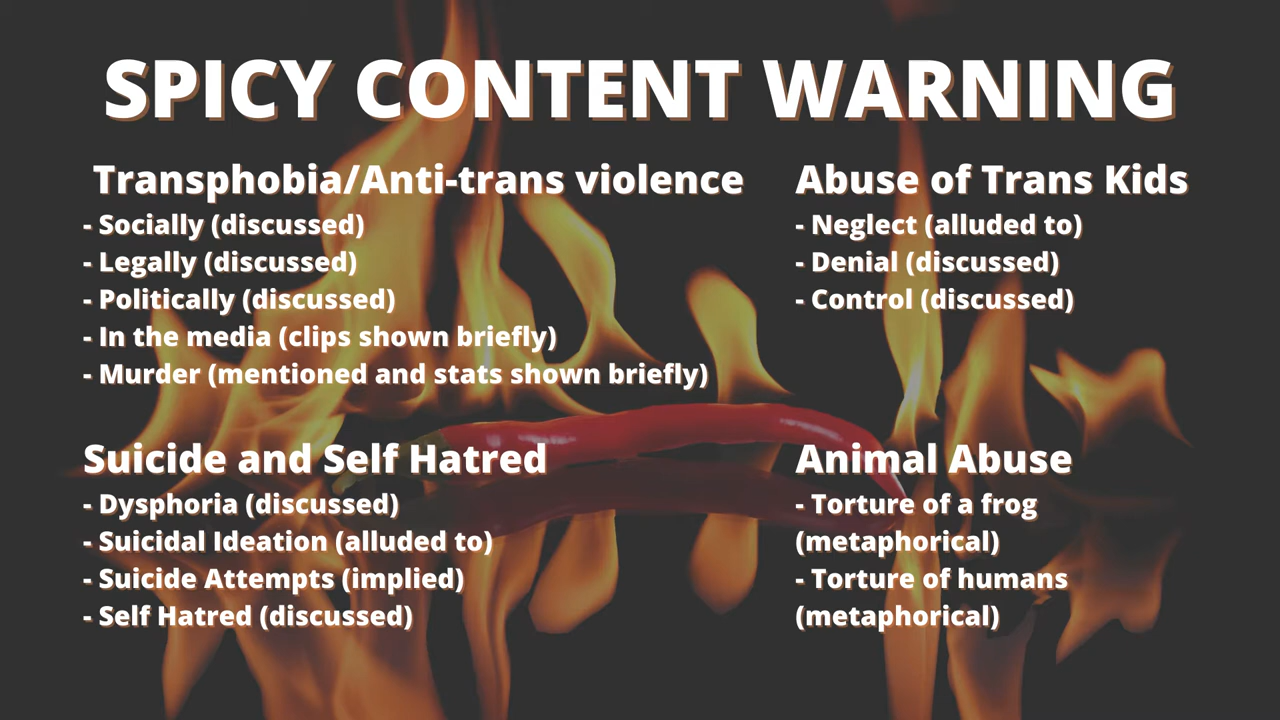 SPICY CONTENT WARNING
Transphobia/Anti-trans violence
- Socially (discussed)
- Legally (discussed)
- Politically (discussed)
- In the media (clips shown briefly)
- Murder (mentioned and stats shown briefly)
Abuse of Trans Kids
- Neglect (alluded to)
- Denial (discussed)
- Control (discussed)
Suicide and Self Hatred
- Dysphoria (discussed)
- Suicidal Ideation (alluded to)
- Suicide Attempts (implied)
- Self Hatred (discussed)
Animal Abuse
- Torture of a frog
(metaphorical)
- Torture of humans
(metaphorical)